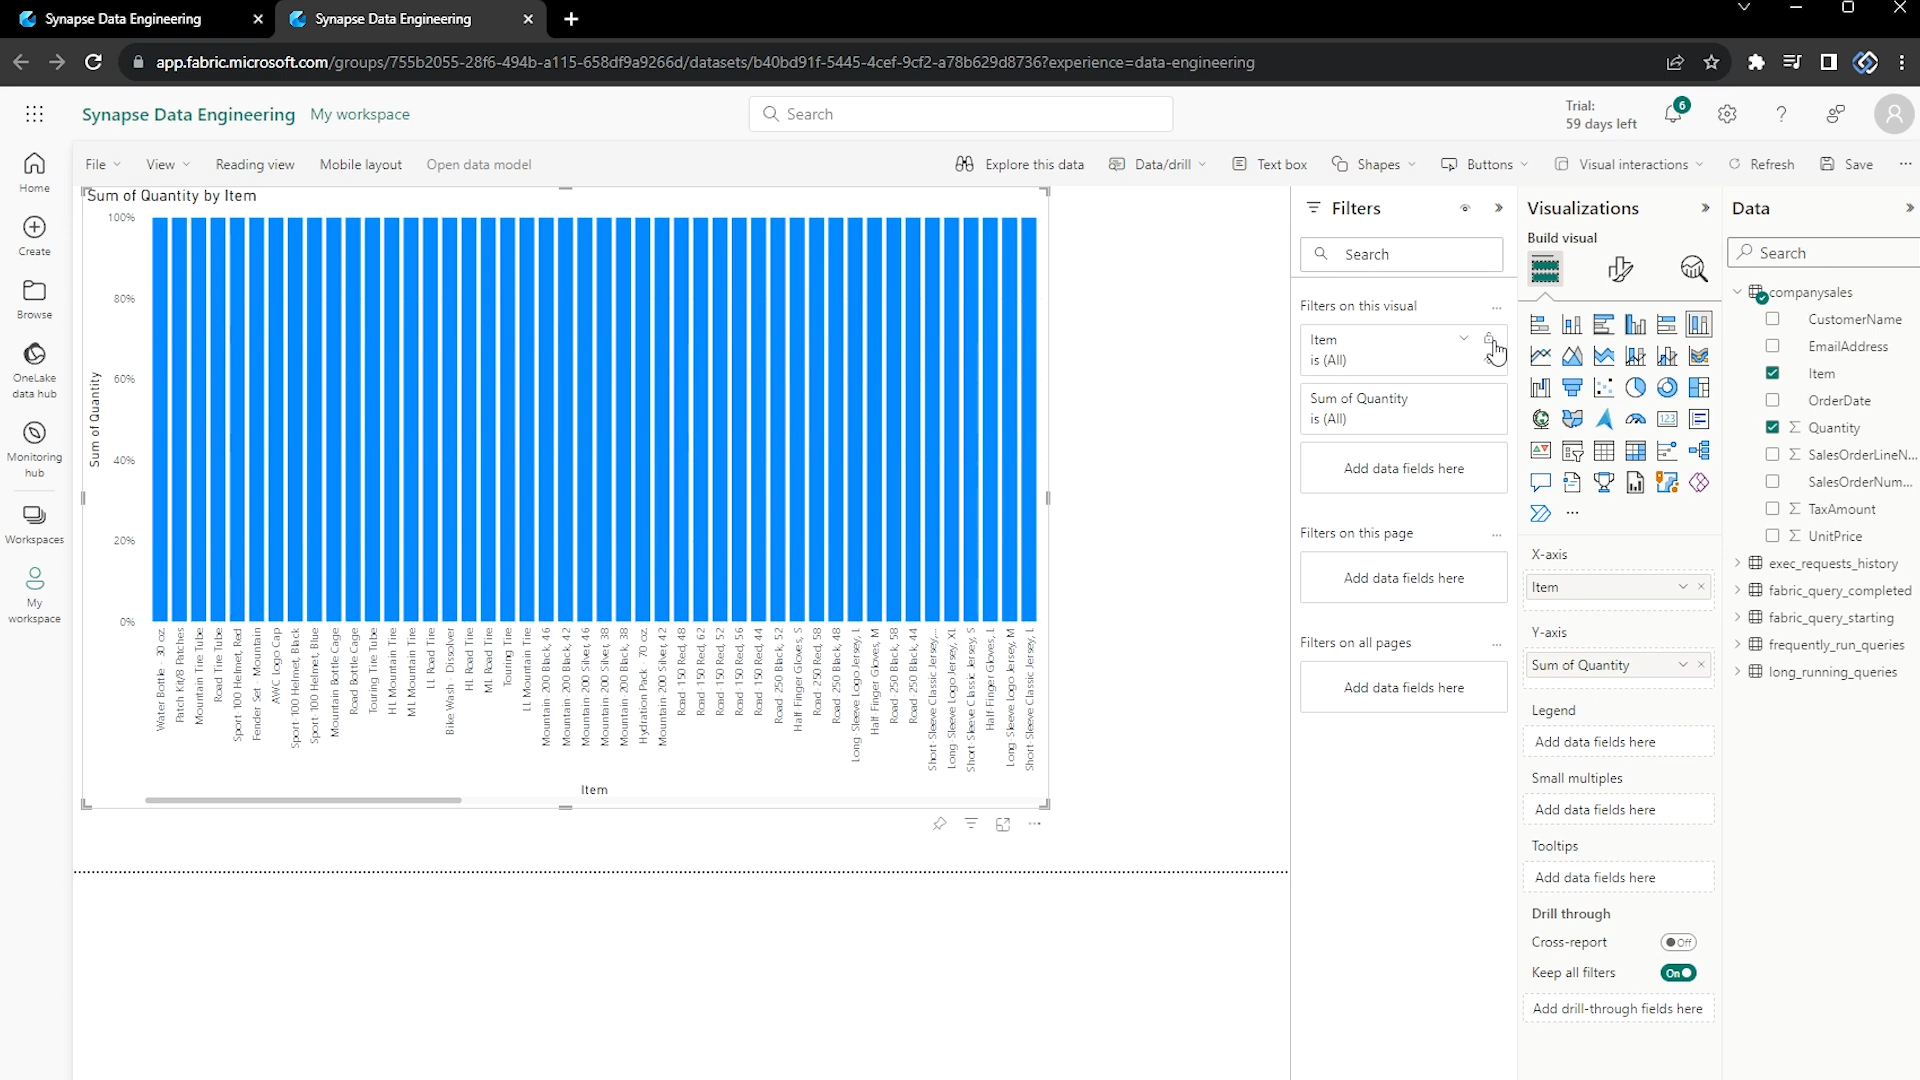 Synapse Data Engineering
Synapse Data Engineering
app.fabric.microsoft.com/groups/755b2055-28f6-494b-a115-658df9a9266d/datasets/b40bd91f-5445-4cef-9cf2-a78b629d8736?experience=data-engineering
Synapse Data Engineering My workspace
Search
Trial:
59 days left
6
File View Reading view Mobile layout Open data model
Explore this data Data/drill Text box Shapes Buttons Visual interactions Refresh Save
Home
Create
Browse
OneLake
data hub
Monitoring
hub
Workspaces
My
workspace
Sum of Quantity by Item
100%
80%
60%
40%
20%
0%
Sum of Quantity
Water Bottle - 30 oz.
Patch Kit/8 Patches
Mountain Tire Tube
Road Tire Tube
Sport-100 Helmet, Red
Fender Set - Mountain
AWC Logo Cap
Sport-100 Helmet, Black
Sport-100 Helmet, Blue
Mountain Bottle Cage
Road Bottle Cage
Touring Tire Tube
HL Mountain Tire
ML Mountain Tire
LL Road Tire
Bike Wash - Dissolver
HL Road Tire
ML Road Tire
Touring Tire
LL Mountain Tire
Mountain-200 Black, 46
Mountain-200 Black, 42
Mountain-200 Silver, 46
Mountain-200 Silver, 38
Mountain-200 Black, 38
Hydration Pack - 70 oz.
Mountain-200 Silver, 42
Road-150 Red, 48
Road-150 Red, 62
Road-150 Red, 52
Road-150 Red, 56
Road-150 Red, 44
Road-250 Black, 52
Half-Finger Gloves, S
Road-250 Red, 58
Road-250 Black, 48
Long-Sleeve Logo Jersey, L
Half-Finger Gloves, M
Road-250 Black, 58
Road-250 Black, 44
Short-Sleeve Classic Jersey,...
Long-Sleeve Logo Jersey, XL
Short-Sleeve Classic Jersey, S
Half-Finger Gloves, L
Long-Sleeve Logo Jersey, M
Short-Sleeve Classic Jersey, L
Item
Filters
Search
Filters on this visual
Item
is (All)
Sum of Quantity
is (All)
Add data fields here
Filters on this page
Add data fields here
Filters on all pages
Add data fields here
Visualizations
Build visual
123
X-axis
Item
Y-axis
Sum of Quantity
Legend
Add data fields here
Small multiples
Add data fields here
Tooltips
Add data fields here
Drill through
Cross-report Off
Keep all filters On
Add drill-through fields here
Data
Search
companysales
CustomerName
EmailAddress
Item
OrderDate
Quantity
SalesOrderLineN...
SalesOrderNum...
TaxAmount
UnitPrice
exec_requests_history
fabric_query_completed
fabric_query_starting
frequently_run_queries
long_running_queries